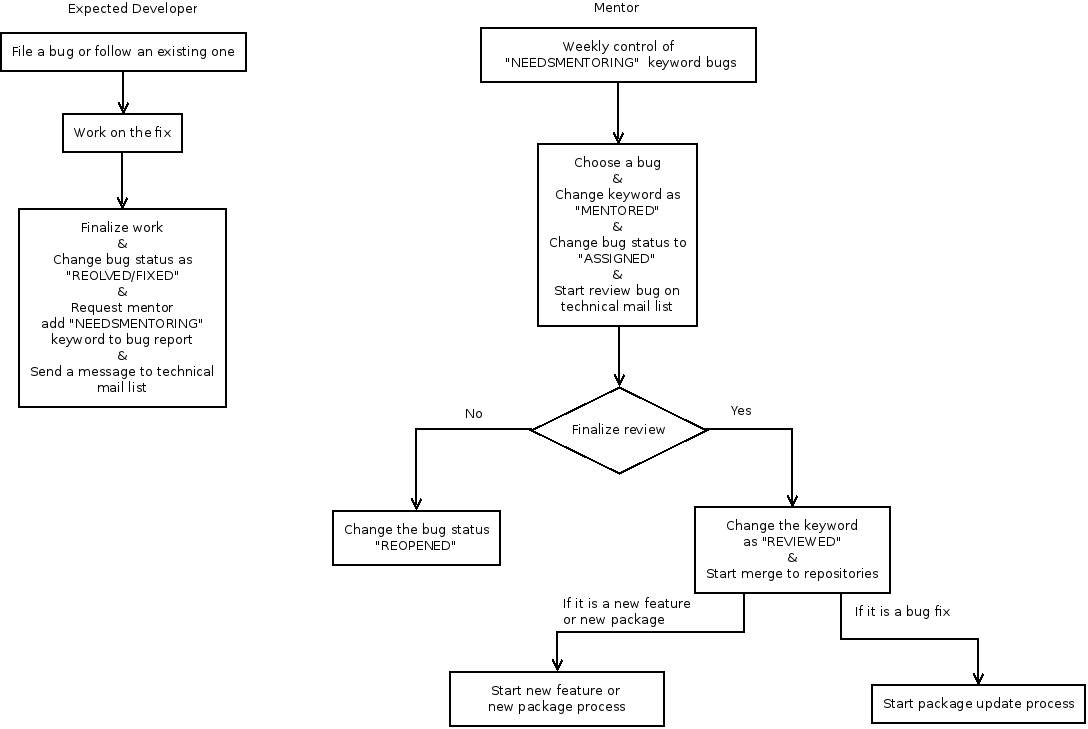 Expected Developer
File a bug or follow an existing one
Work on the fix
Finalize work
&
Change bug status as
"REOLVED/FIXED"
&
Request mentor
add "NEEDSMENTORING"
keyword to bug report
&
Send a message to technical
mail list
Mentor
Weekly control of
"NEEDSMENTORING" keyword bugs
Choose a bug
&
Change keyword as
"MENTORED"
&
Change bug status to
"ASSIGNED"
&
Start review bug on
technical mail list
Finalize review
No
Yes
Change the bug status
"REOPENED"
Change the keyword
as "REVIEWED"
&
Start merge to repositories
If it is a new feature
or new package
If it is a bug fix
Start new feature or
new package process
Start package update process